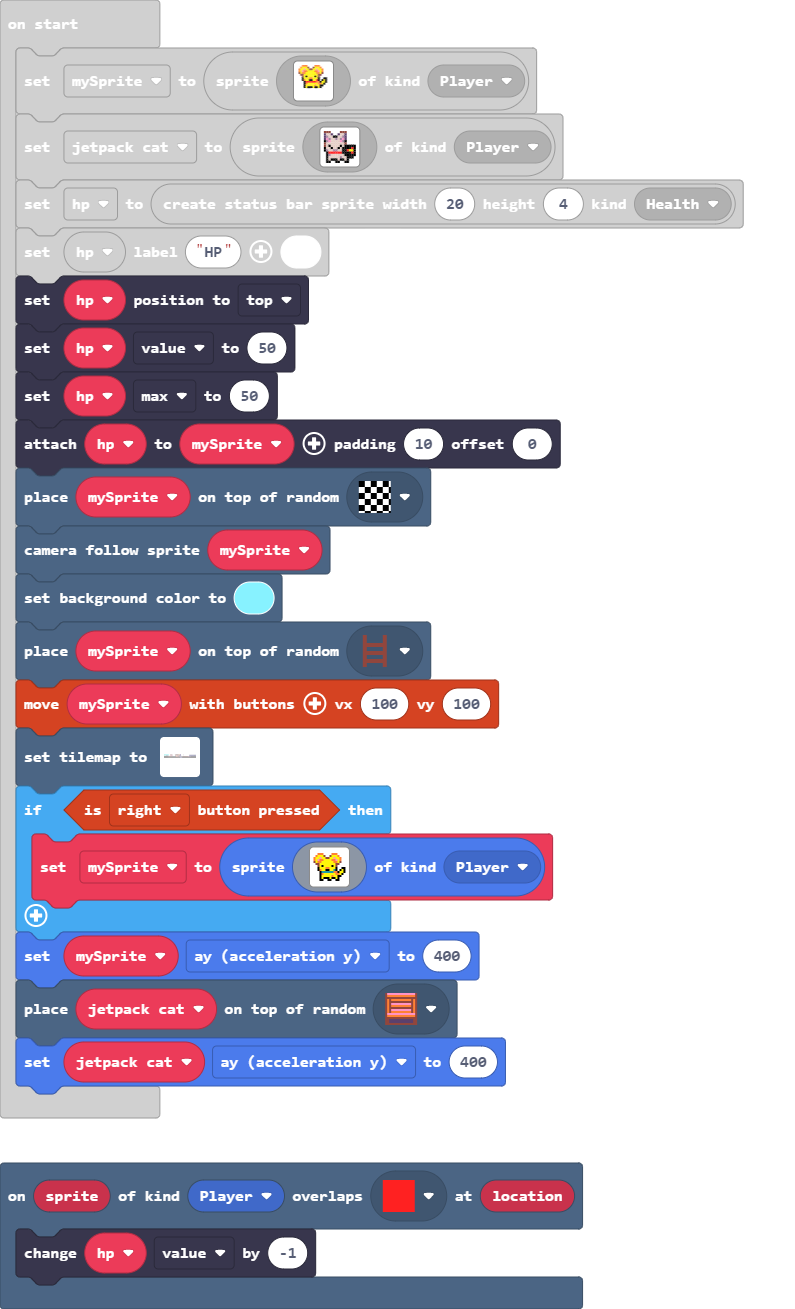 on start
set mySprite to sprite of kind Player
set jetpack cat to sprite of kind Player
set hp to create status bar sprite width 20 height 4 kind Health
set hp label "HP"
set hp position to top
set hp value to 50
set hp max to 50
attach hp to mySprite padding 10 offset 0
place mySprite on top of random
camera follow sprite mySprite
set background color to
place mySprite on top of random
move mySprite with buttons vx 100 vy 100
set tilemap to
if is right button pressed then
set mySprite to sprite of kind Player
set mySprite ay (acceleration y) to 400
place jetpack cat on top of random
set jetpack cat ay (acceleration y) to 400
on sprite of kind Player overlaps at location
change hp value by -1